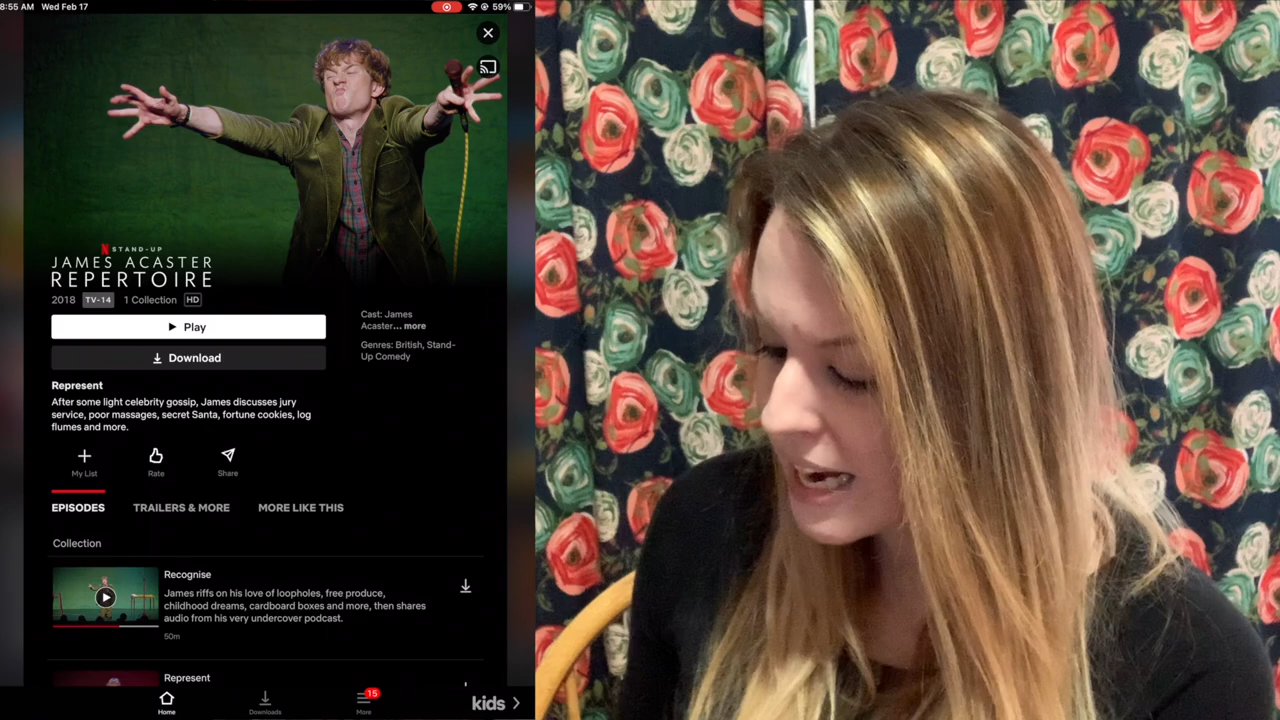 8:55 AM Wed Feb 17
59%
N STAND-UP
JAMES ACASTER
REPERTOIRE
2018 TV-14 1 Collection HD
Play
Download
Cast: James
Acaster... more
Genres: British, Stand-
Up Comedy
Represent
After some light celebrity gossip, James discusses jury
service, poor massages, secret Santa, fortune cookies, log
flumes and more.
My List
Rate
Share
EPISODES
TRAILERS & MORE
MORE LIKE THIS
Collection
Recognise
James riffs on his love of loopholes, free produce,
childhood dreams, cardboard boxes and more, then shares
audio from his very undercover podcast.
50m
Represent
15
Home
Downloads
More
kids